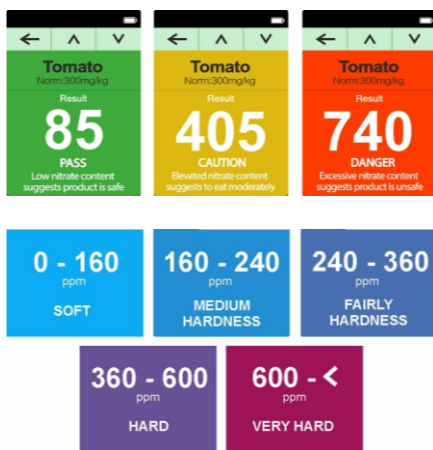 Tomato
Norm:300mg/kg
Result
85
PASS
Low nitrate content
suggests product is safe
Tomato
Norm:300mg/kg
Result
405
CAUTION
Elevated nitrate content
suggests to eat moderately
Tomato
Norm:300mg/kg
Result
740
DANGER
Excessive nitrate content
suggests product is unsafe
0 - 160
ppm
SOFT
160 - 240
ppm
MEDIUM
HARDNESS
240 - 360
ppm
FAIRLY
HARDNESS
360 - 600
ppm
HARD
600 - <
ppm
VERY HARD